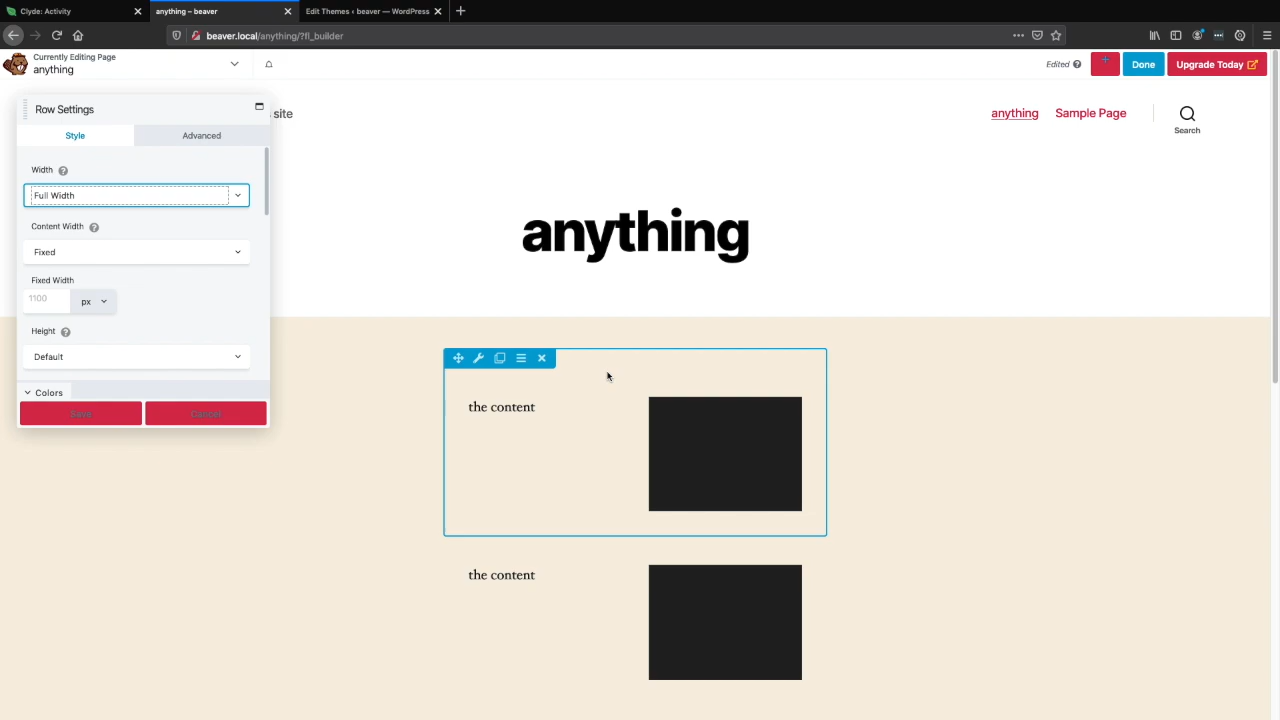 Clyde: Activity
anything – beaver
Edit Themes ‹ beaver — WordPress
beaver.local/anything/?fl_builder
Currently Editing Page
anything
Edited
Done
Upgrade Today
Row Settings
site
anything
Sample Page
Search
Style
Advanced
Width
Full Width
Content Width
Fixed
Fixed Width
1100
px
Height
Default
Colors
Save
Cancel
anything
the content
the content